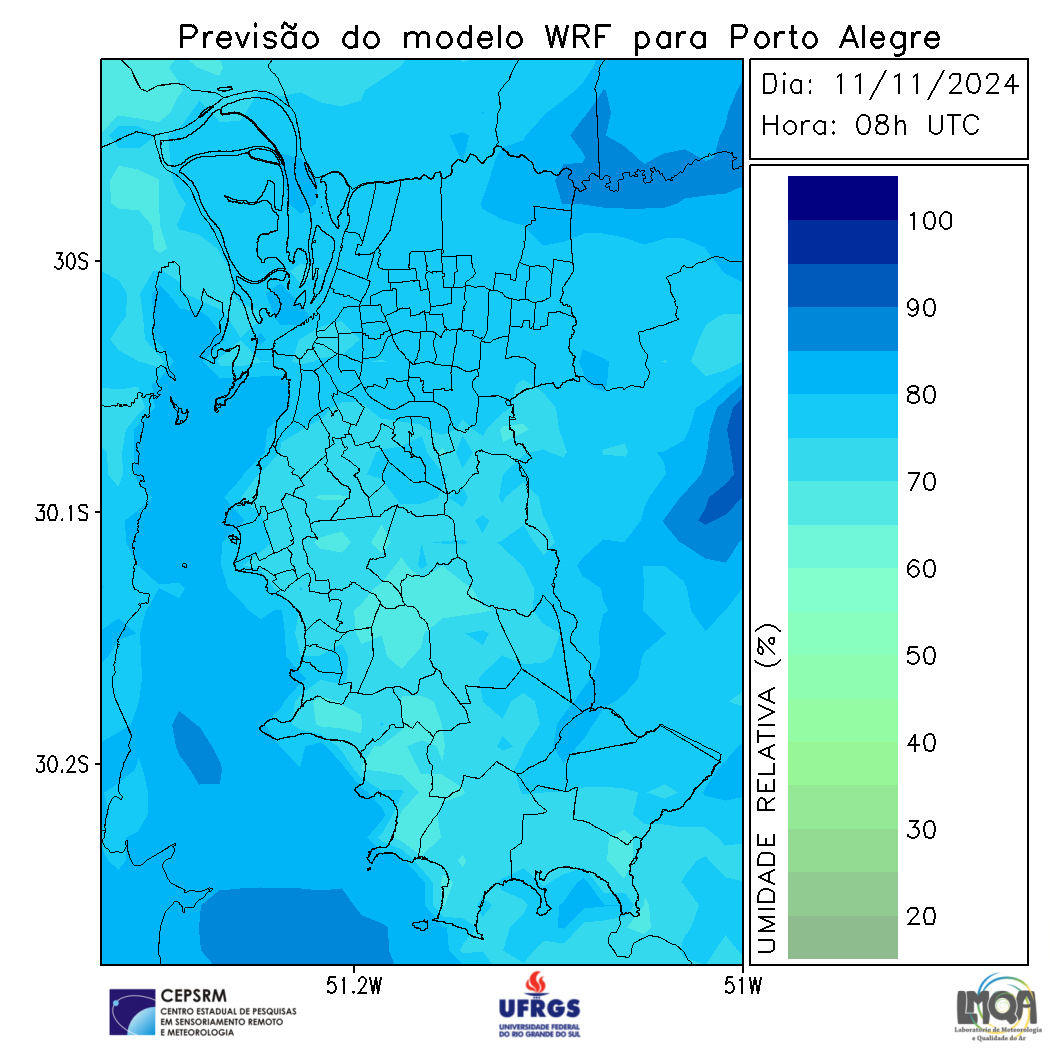 Previsão do modelo WRF para Porto Alegre
Dia: 11/11/2024
Hora: 08h UTC
100
90
80
70
60
50
40
30
20
UMIDADE RELATIVA (%)
30S
30.1S
30.2S
51.2W
51W
CEPSRM
CENTRO ESTADUAL DE PESQUISAS
EM SENSORIAMENTO REMOTO
E METEOROLOGIA
UFRGS
UNIVERSIDADE FEDERAL
DO RIO GRANDE DO SUL
LMQA
Laboratório de Meteorologia
e Qualidade do Ar